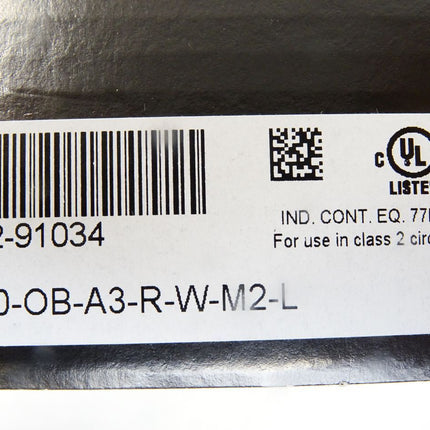 c UL
LISTE
IND. CONT. EQ. 77
For use in class 2 circ
2-91034
0-OB-A3-R-W-M2-L